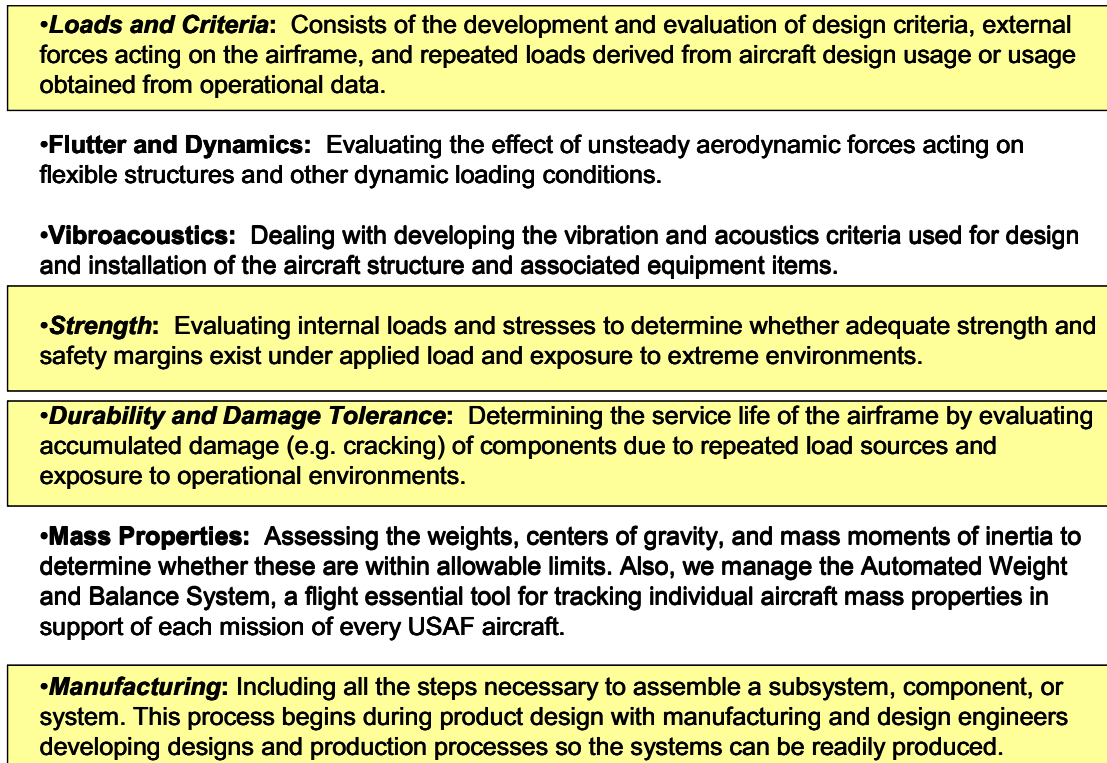 •Loads and Criteria:  Consists of the development and evaluation of design criteria, external
forces acting on the airframe, and repeated loads derived from aircraft design usage or usage
obtained from operational data.
•Flutter and Dynamics:  Evaluating the effect of unsteady aerodynamic forces acting on
flexible structures and other dynamic loading conditions.
•Vibroacoustics:  Dealing with developing the vibration and acoustics criteria used for design
and installation of the aircraft structure and associated equipment items.
•Strength:  Evaluating internal loads and stresses to determine whether adequate strength and
safety margins exist under applied load and exposure to extreme environments.
•Durability and Damage Tolerance:  Determining the service life of the airframe by evaluating
accumulated damage (e.g. cracking) of components due to repeated load sources and
exposure to operational environments.
•Mass Properties:  Assessing the weights, centers of gravity, and mass moments of inertia to
determine whether these are within allowable limits. Also, we manage the Automated Weight
and Balance System, a flight essential tool for tracking individual aircraft mass properties in
support of each mission of every USAF aircraft.
•Manufacturing: Including all the steps necessary to assemble a subsystem, component, or
system. This process begins during product design with manufacturing and design engineers
developing designs and production processes so the systems can be readily produced.